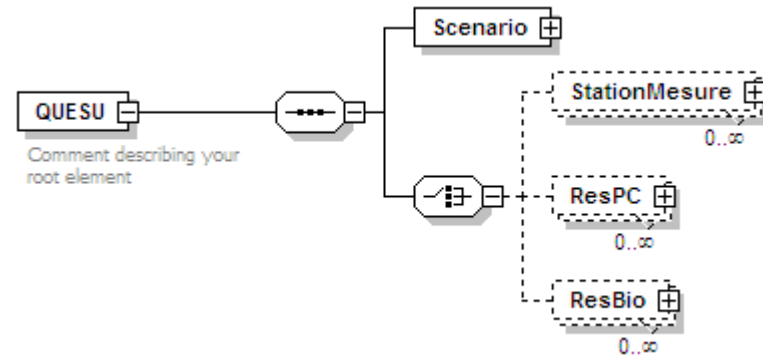 Scenario
QUESU
StationMesure
0..∞
Comment describing your
root element
ResPC
0..∞
ResBio
0..∞